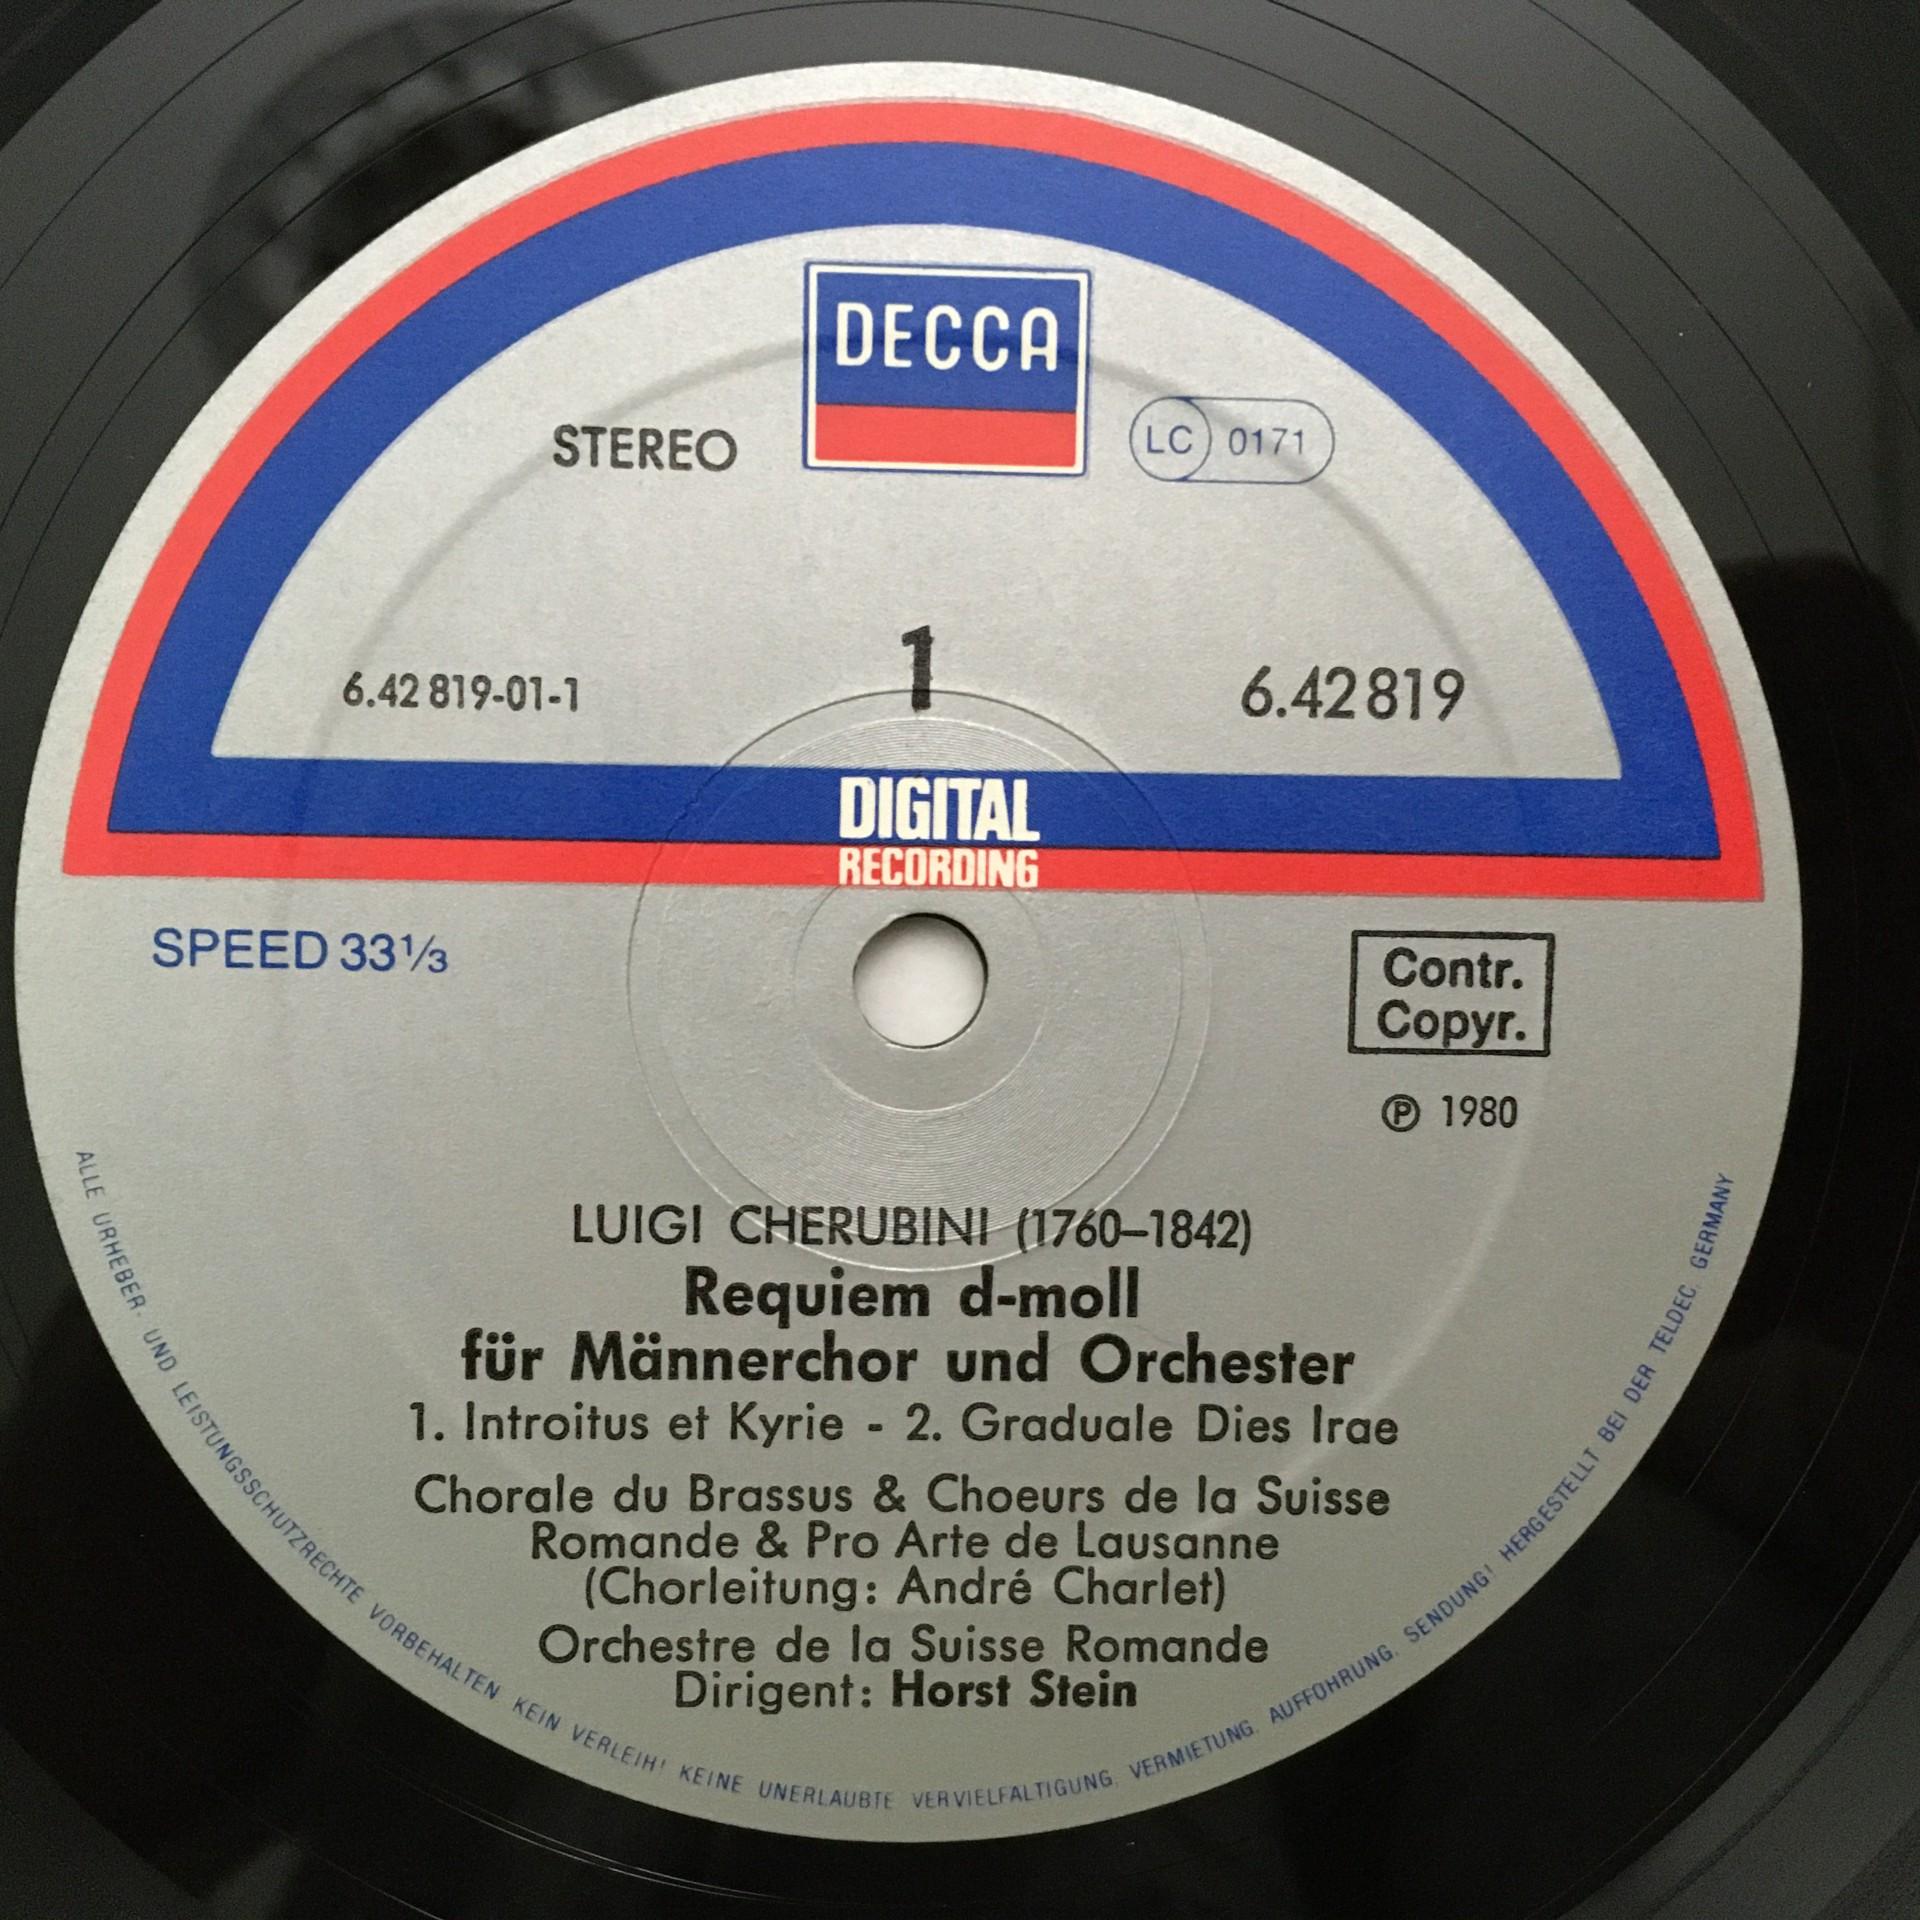 DECCA
STEREO
LC 0171
1
6.42 819-01-1
6.42819
DIGITAL
RECORDING
SPEED 33⅓
Contr.
Copyr.
Ⓟ 1980
LUIGI CHERUBINI (1760–1842)
Requiem d-moll
für Männerchor und Orchester
1. Introitus et Kyrie - 2. Graduale Dies Irae
Chorale du Brassus & Choeurs de la Suisse
Romande & Pro Arte de Lausanne
(Chorleitung: André Charlet)
Orchestre de la Suisse Romande
Dirigent: Horst Stein
ALLE URHEBER- UND LEISTUNGSSCHUTZRECHTE VORBEHALTEN KEIN VERLEIH! KEINE UNERLAUBTE VERVIELFÄLTIGUNG, VERMIETUNG, AUFFÜHRUNG, SENDUNG! HERGESTELLT BEI DER TELDEC, GERMANY